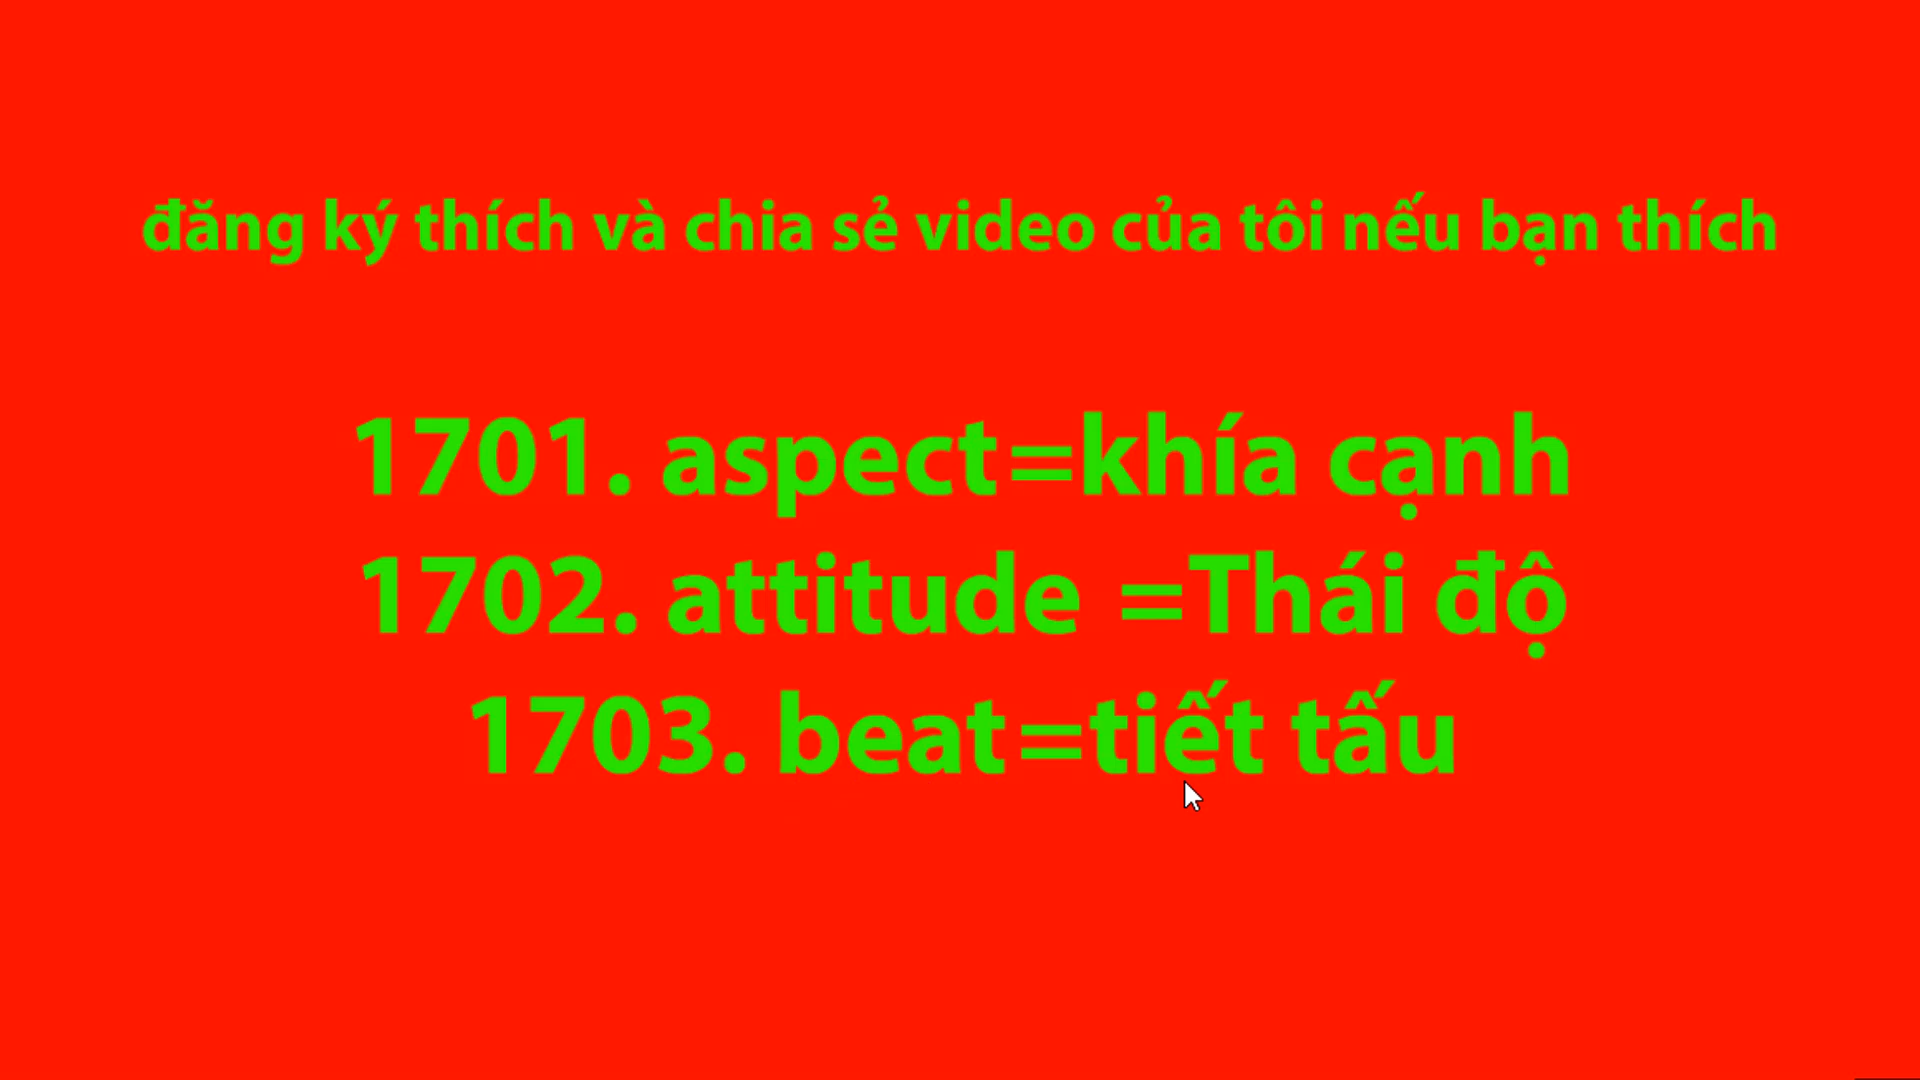 đăng ký thích và chia sẻ video của tôi nếu bạn thích
1701. aspect=khía cạnh
1702. attitude =Thái độ
1703. beat=tiết tấu